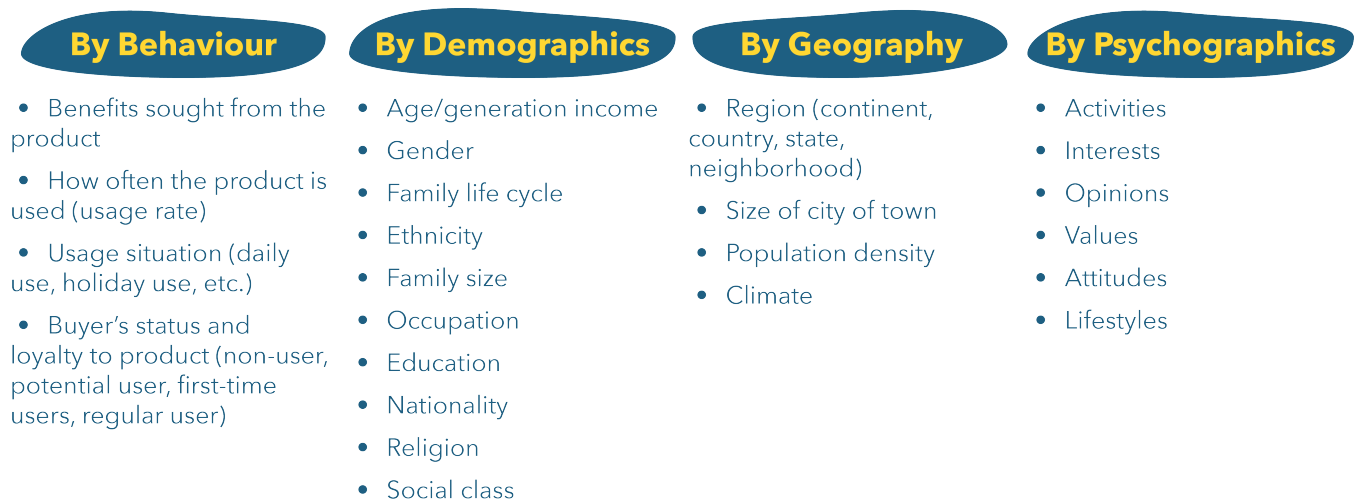 By Behaviour
• Benefits sought from the
product
• How often the product is
used (usage rate)
• Usage situation (daily
use, holiday use, etc.)
• Buyer’s status and
loyalty to product (non-user,
potential user, first-time
users, regular user)
By Demographics
• Age/generation income
• Gender
• Family life cycle
• Ethnicity
• Family size
• Occupation
• Education
• Nationality
• Religion
• Social class
By Geography
• Region (continent,
country, state,
neighborhood)
• Size of city of town
• Population density
• Climate
By Psychographics
• Activities
• Interests
• Opinions
• Values
• Attitudes
• Lifestyles